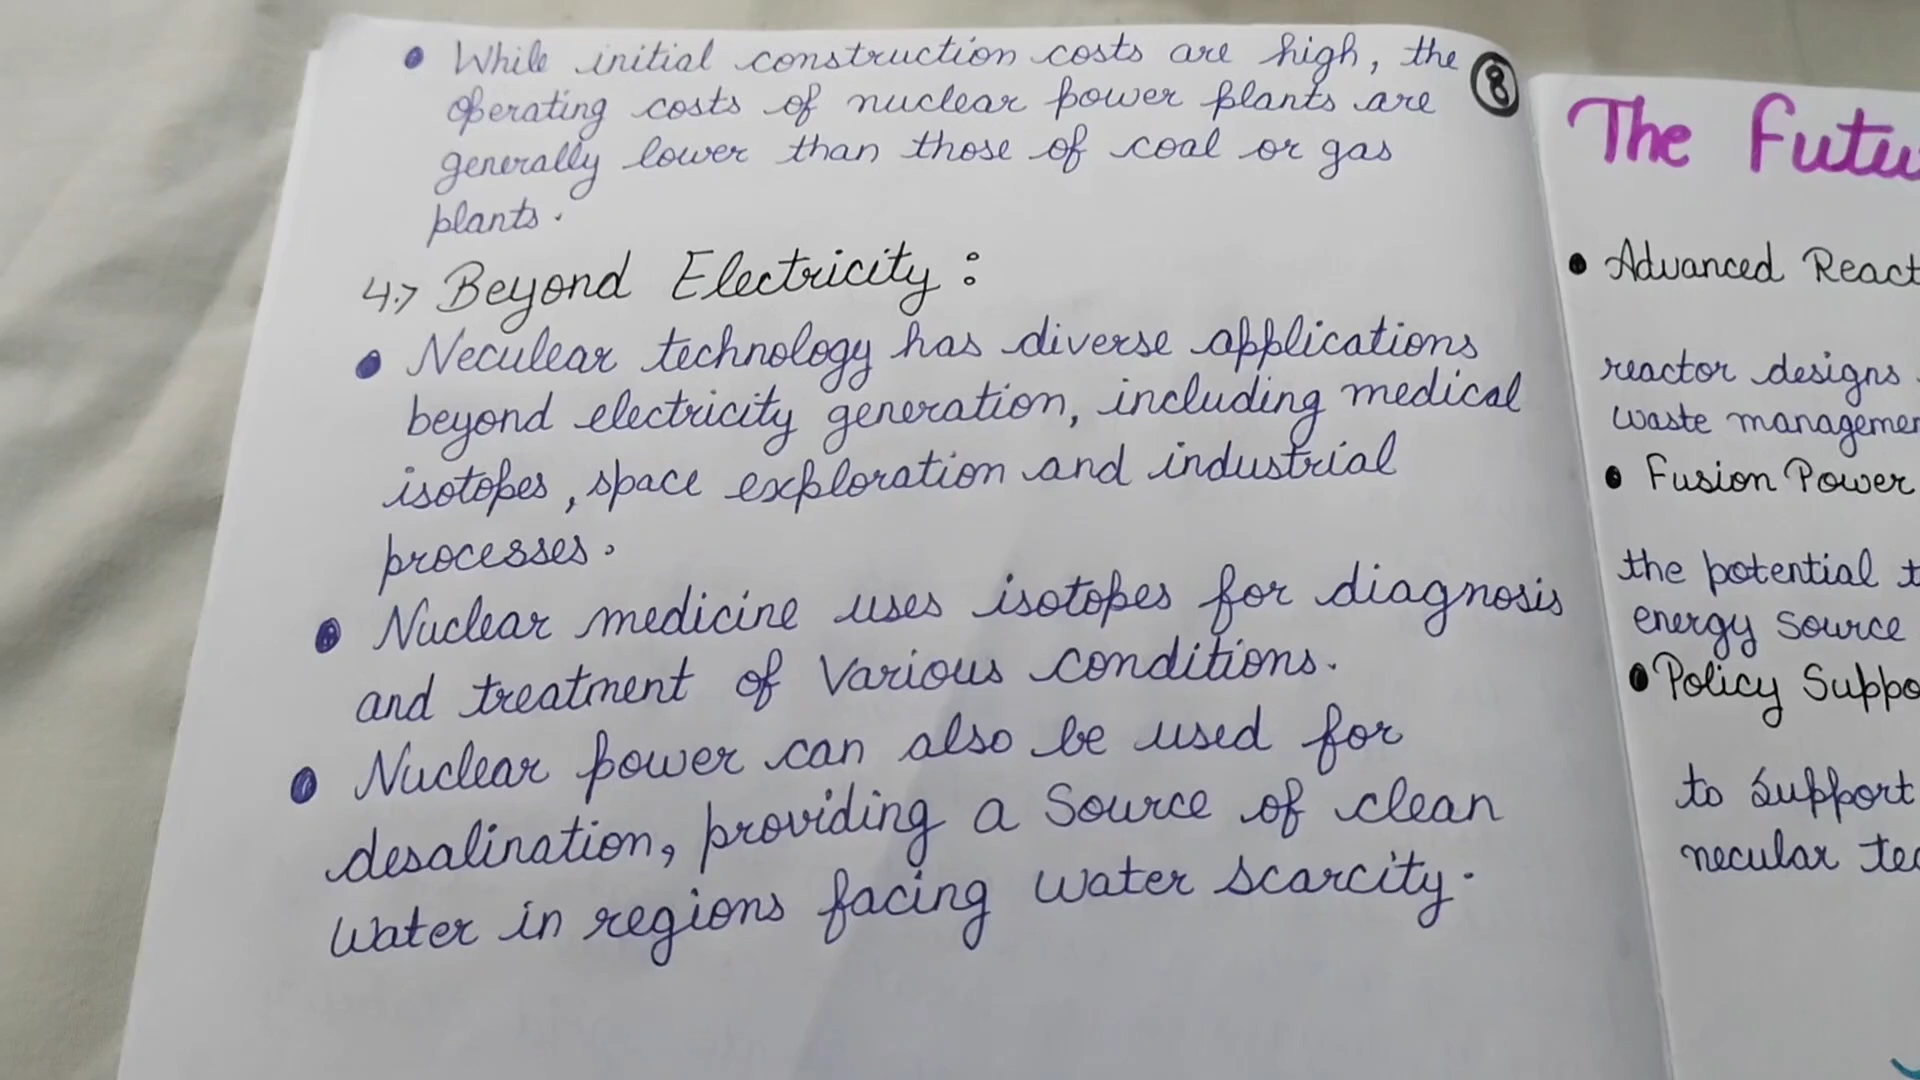 • While initial construction costs are high, the
operating costs of nuclear power plants are
generally lower than those of coal or gas
plants.
8
4.> Beyond Electricity :
• Neculear technology has diverse applications
beyond electricity generation, including medical
isotopes, space exploration and industrial
processes.
• Nuclear medicine uses isotopes for diagnosis
and treatment of Various conditions.
• Nuclear power can also be used for
desalination, providing a Source of clean
Water in regions facing water scarcity.
The Futu
• Advanced React
reactor designs
waste managemen
• Fusion Power
the potential t
energy source
• Policy Suppo
to support
necular tec